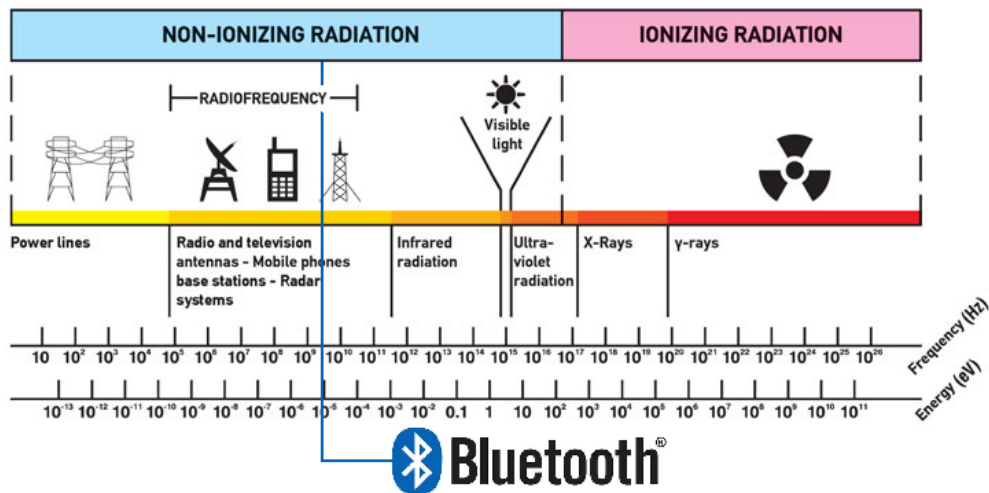 NON-IONIZING RADIATION
IONIZING RADIATION
RADIOFREQUENCY
Visible
light
Power lines
Radio and television
antennas - Mobile phones
base stations - Radar
systems
Infrared
radiation
Ultra-
violet
radiation
X-Rays
γ-rays
10 10² 10³ 10⁴ 10⁵ 10⁶ 10⁷ 10⁸ 10⁹ 10¹⁰ 10¹¹ 10¹² 10¹³ 10¹⁴ 10¹⁵ 10¹⁶ 10¹⁷ 10¹⁸ 10¹⁹ 10²⁰ 10²¹ 10²² 10²³ 10²⁴ 10²⁵ 10²⁶
Frequency (Hz)
10⁻¹³ 10⁻¹² 10⁻¹¹ 10⁻¹⁰ 10⁻⁹ 10⁻⁸ 10⁻⁷ 10⁻⁶ 10⁻⁵ 10⁻⁴ 10⁻³ 10⁻² 0.1 1 10 10² 10³ 10⁴ 10⁵ 10⁶ 10⁷ 10⁸ 10⁹ 10¹⁰ 10¹¹
Energy (eV)
Bluetooth®